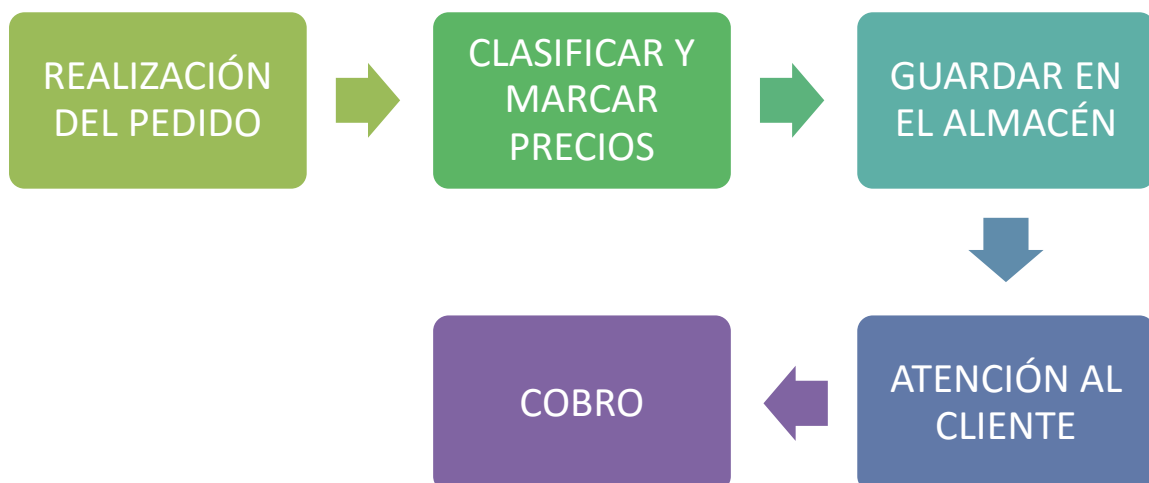 REALIZACIÓN
DEL PEDIDO
CLASIFICAR Y
MARCAR
PRECIOS
GUARDAR EN
EL ALMACÉN
ATENCIÓN AL
CLIENTE
COBRO